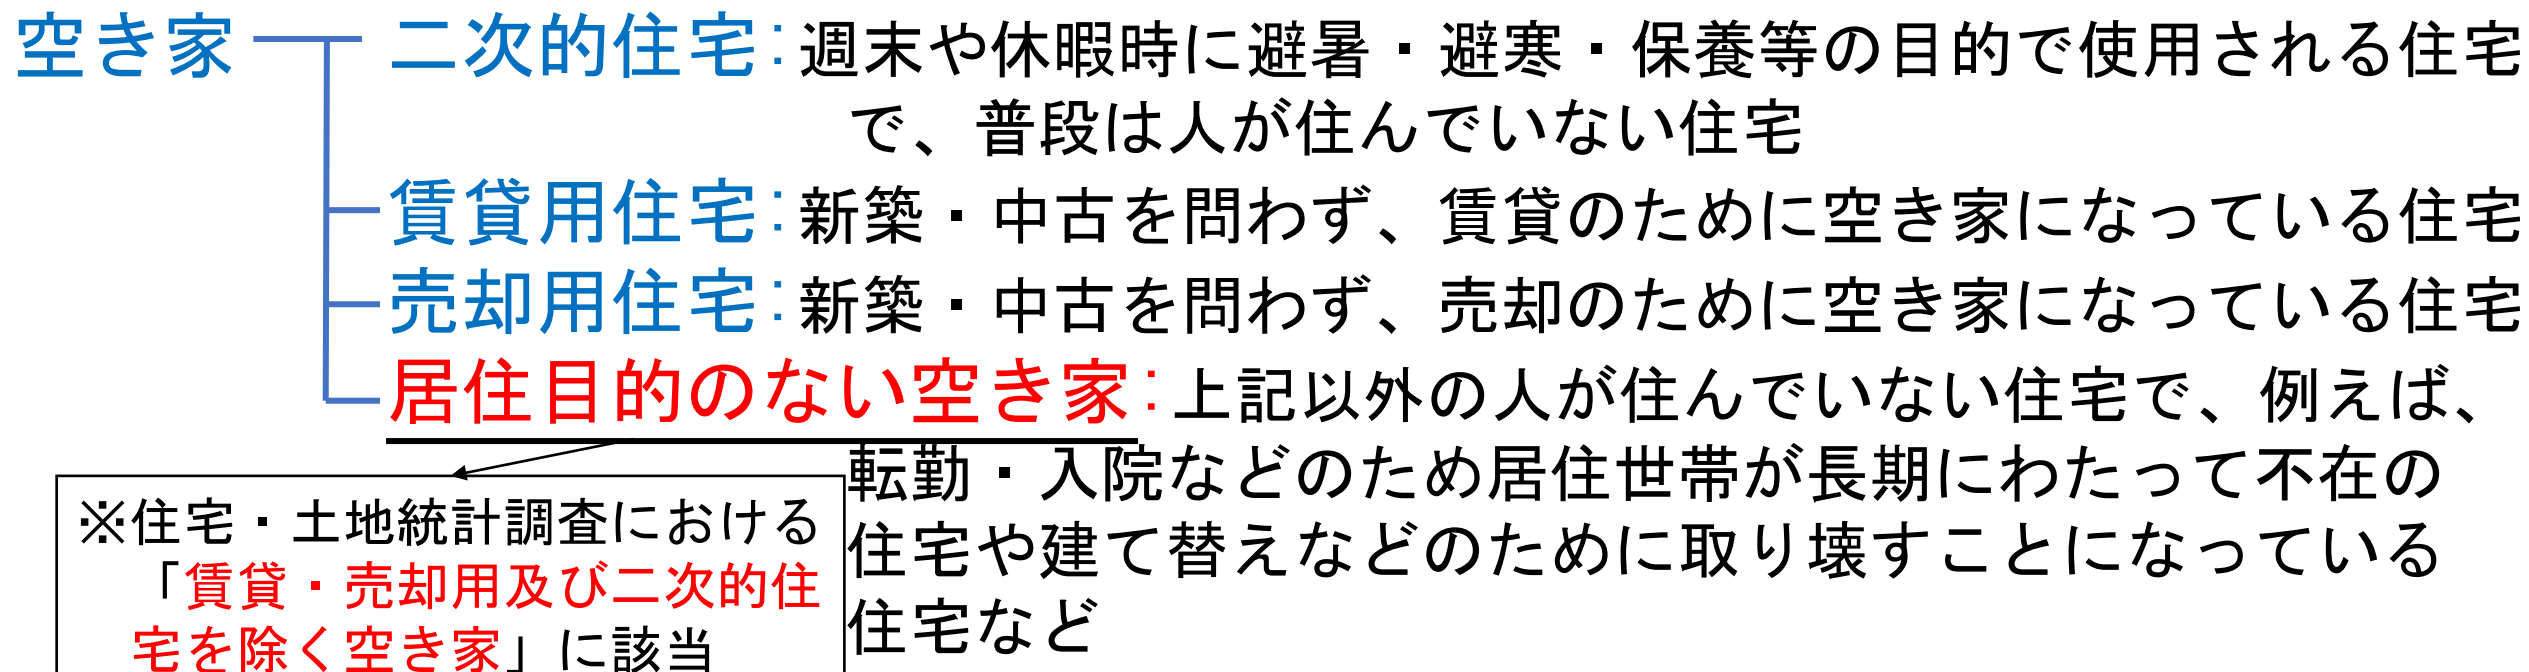 空き家 二次的住宅：週末や休暇時に避暑・避寒・保養等の目的で使用される住宅
で、普段は人が住んでいない住宅
賃貸用住宅：新築・中古を問わず、賃貸のために空き家になっている住宅
売却用住宅：新築・中古を問わず、売却のために空き家になっている住宅
居住目的のない空き家：上記以外の人が住んでいない住宅で、例えば、
転勤・入院などのため居住世帯が長期にわたって不在の
住宅や建て替えなどのために取り壊すことになっている
住宅など
※住宅・土地統計調査における
「賃貸・売却用及び二次的住
宅を除く空き家」に該当